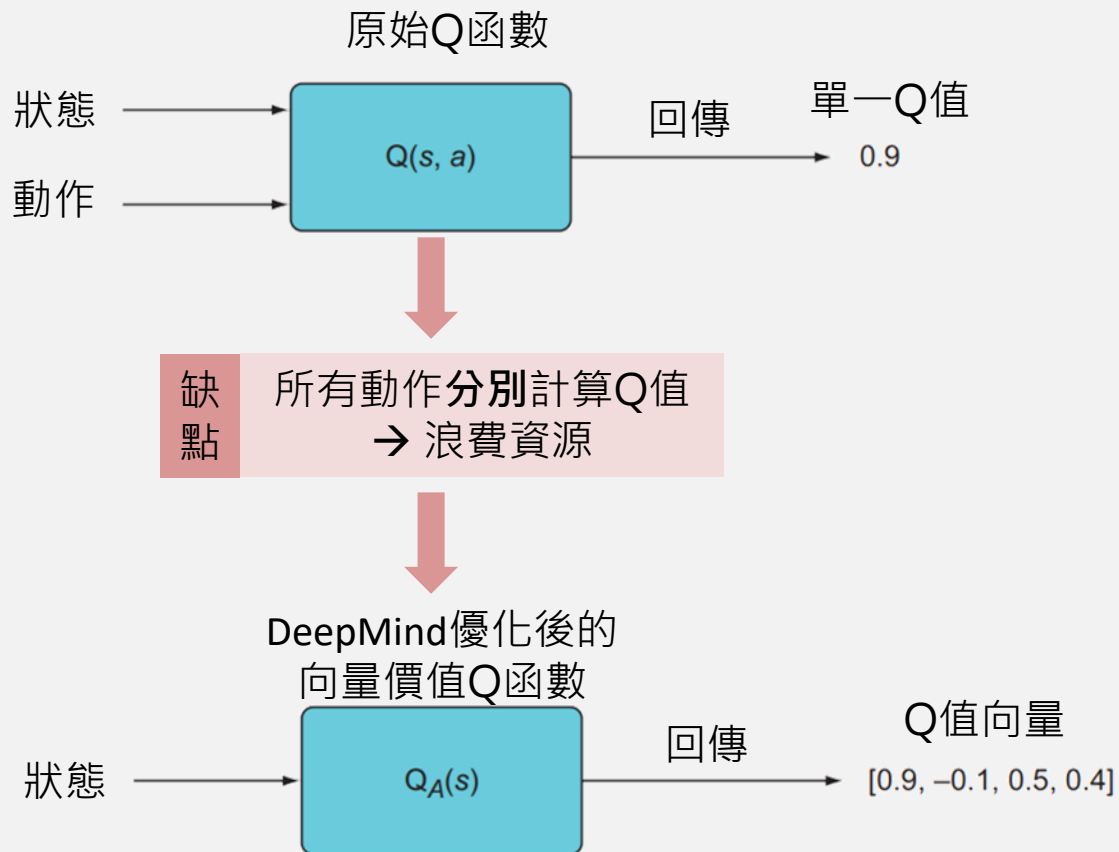 原始Q函數
狀態
動作
Q(s, a)
回傳
單一Q值
0.9
缺
點
所有動作分別計算Q值
→ 浪費資源
DeepMind優化後的
向量價值Q函數
狀態
QA(s)
回傳
Q值向量
[0.9, –0.1, 0.5, 0.4]